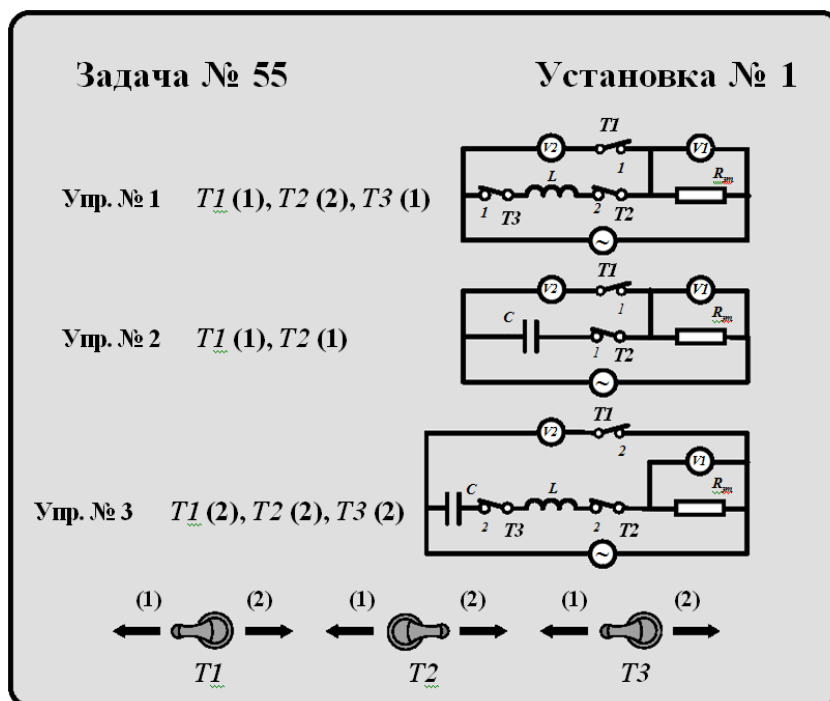 Задача № 55 Установка № 1
T1
V2 V1
1 Rэт
L
Упр. № 1 T1 (1), T2 (2), T3 (1)
1 T3 2 T2
~
T1
V2 V1
1 Rэт
C
Упр. № 2 T1 (1), T2 (1)
1 T2
~
T1
V2
2
V1
C L Rэт
Упр. № 3 T1 (2), T2 (2), T3 (2)
2 T3 2 T2
~
(1) (2) (1) (2) (1) (2)
T1 T2 T3